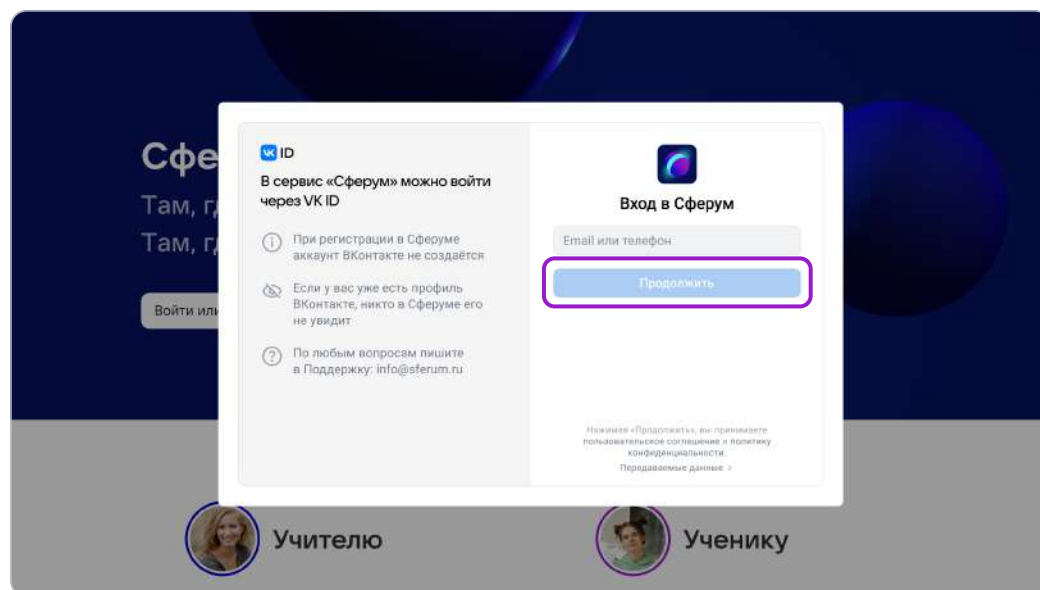 Сфе
Там, г
Там, г
Войти или
VK ID
В сервис «Сферум» можно войти
через VK ID
При регистрации в Сферуме
аккаунт ВКонтакте не создаётся
Если у вас уже есть профиль
ВКонтакте, никто в Сферуме его
не увидит
По любым вопросам пишите
в Поддержку: info@sferum.ru
Вход в Сферум
Email или телефон
Продолжить
Нажимая «Продолжить», вы принимаете
пользовательское соглашение и политику
конфиденциальности.
Передаваемые данные >
Учителю
Ученику